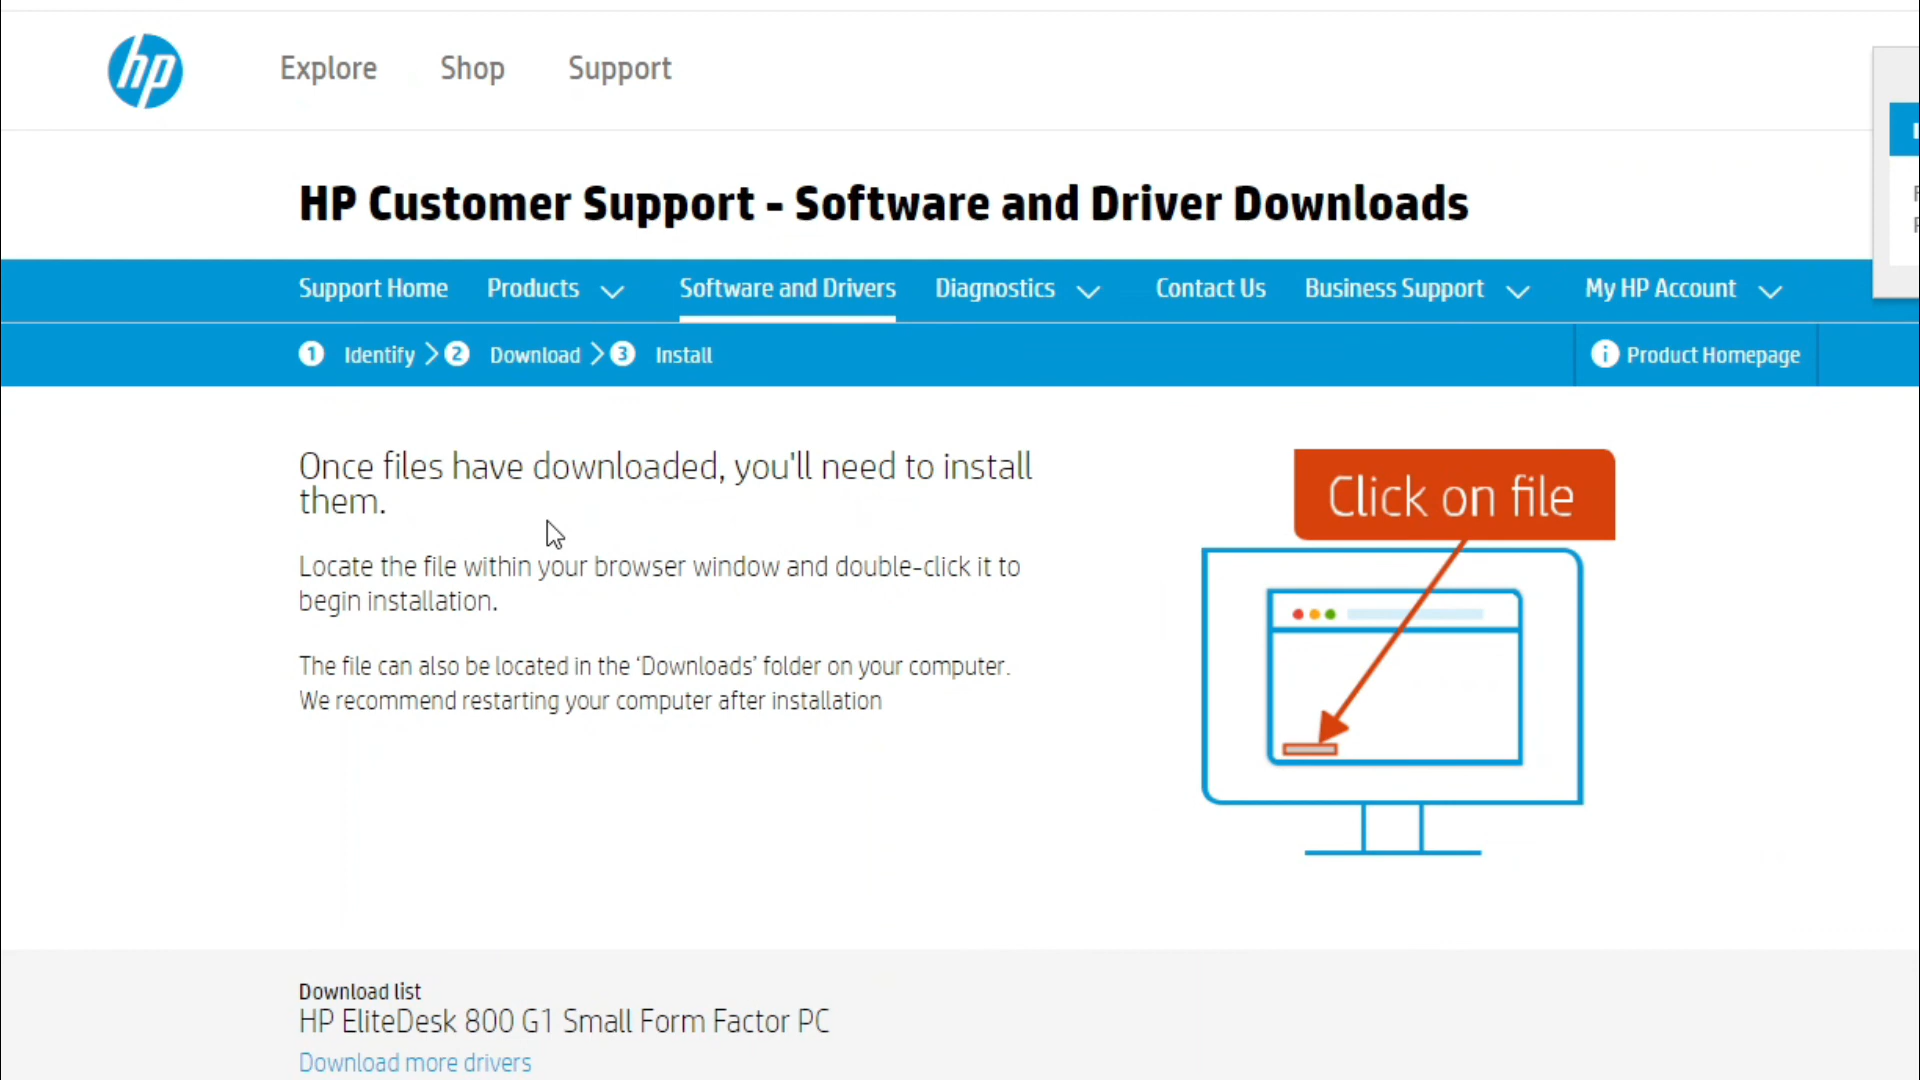 hp
Explore Shop Support
HP Customer Support - Software and Driver Downloads
Support Home Products Software and Drivers Diagnostics Contact Us Business Support My HP Account
1 Identify 2 Download 3 Install
i Product Homepage
Once files have downloaded, you'll need to install
them.
Locate the file within your browser window and double-click it to
begin installation.
The file can also be located in the ‘Downloads’ folder on your computer.
We recommend restarting your computer after installation
Click on file
Download list
HP EliteDesk 800 G1 Small Form Factor PC
Download more drivers